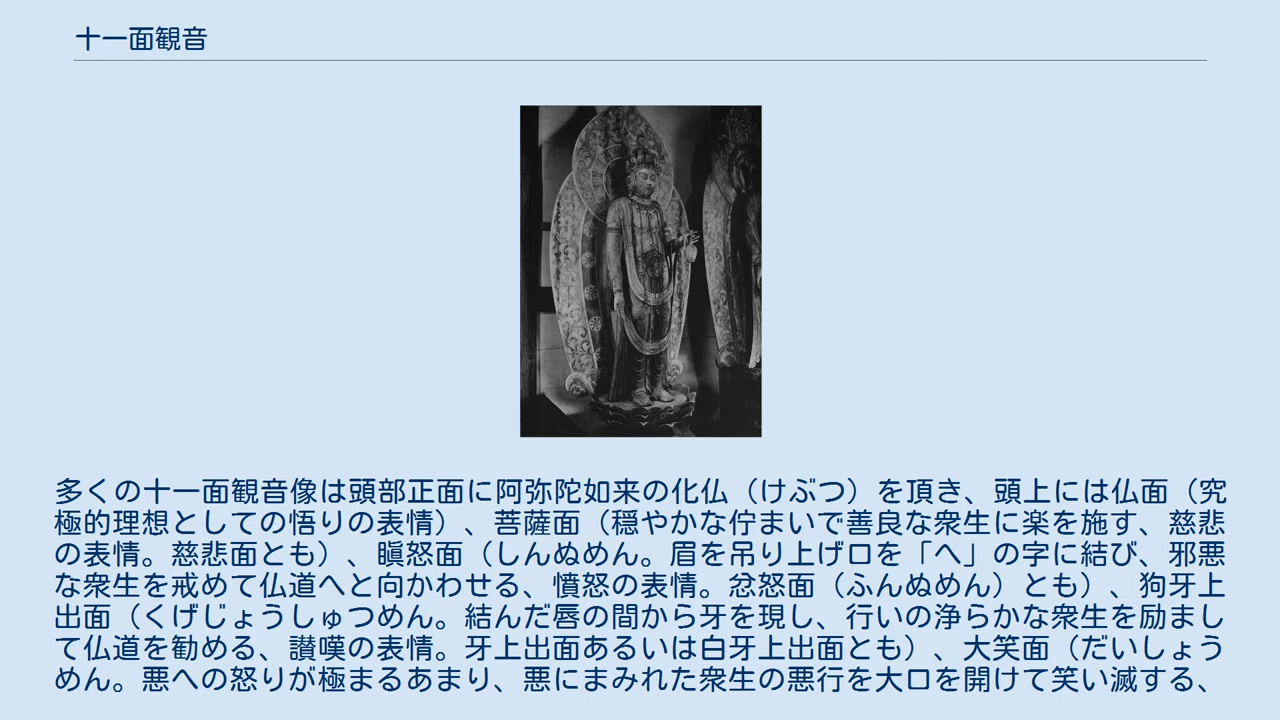 十一面観音
多くの十一面観音像は頭部正面に阿弥陀如来の化仏（けぶつ）を頂き、頭上には仏面（究
極的理想としての悟りの表情）、菩薩面（穏やかな佇まいで善良な衆生に楽を施す、慈悲
の表情。慈悲面とも）、瞋怒面（しんぬめん。眉を吊り上げ口を「へ」の字に結び、邪悪
な衆生を戒めて仏道へと向かわせる、憤怒の表情。忿怒面（ふんぬめん）とも）、狗牙上
出面（くげじょうしゅつめん。結んだ唇の間から牙を現し、行いの浄らかな衆生を励まし
て仏道を勧める、讃嘆の表情。牙上出面あるいは白牙上出面とも）、大笑面（だいしょう
めん。悪への怒りが極まるあまり、悪にまみれた衆生の悪行を大口を開けて笑い滅する、